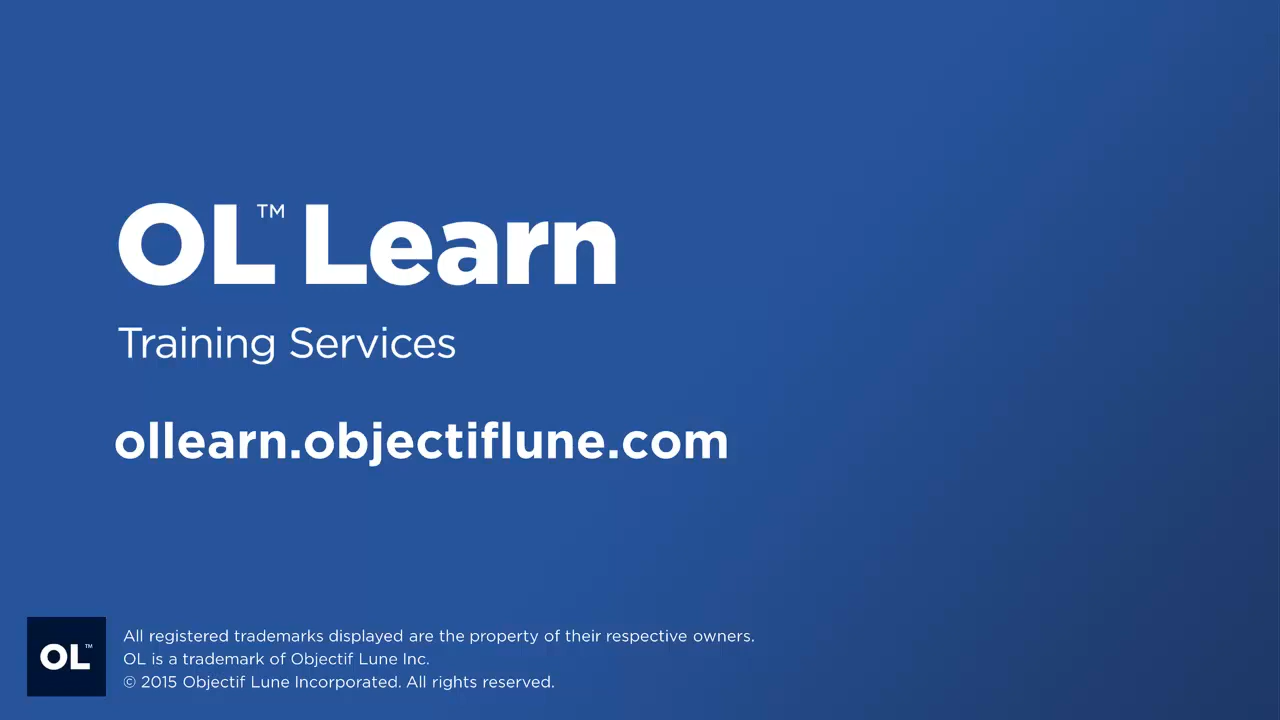 OL™ Learn
Training Services
ollearn.objectiflune.com
OL™
All registered trademarks displayed are the property of their respective owners.
OL is a trademark of Objectif Lune Inc.
© 2015 Objectif Lune Incorporated. All rights reserved.